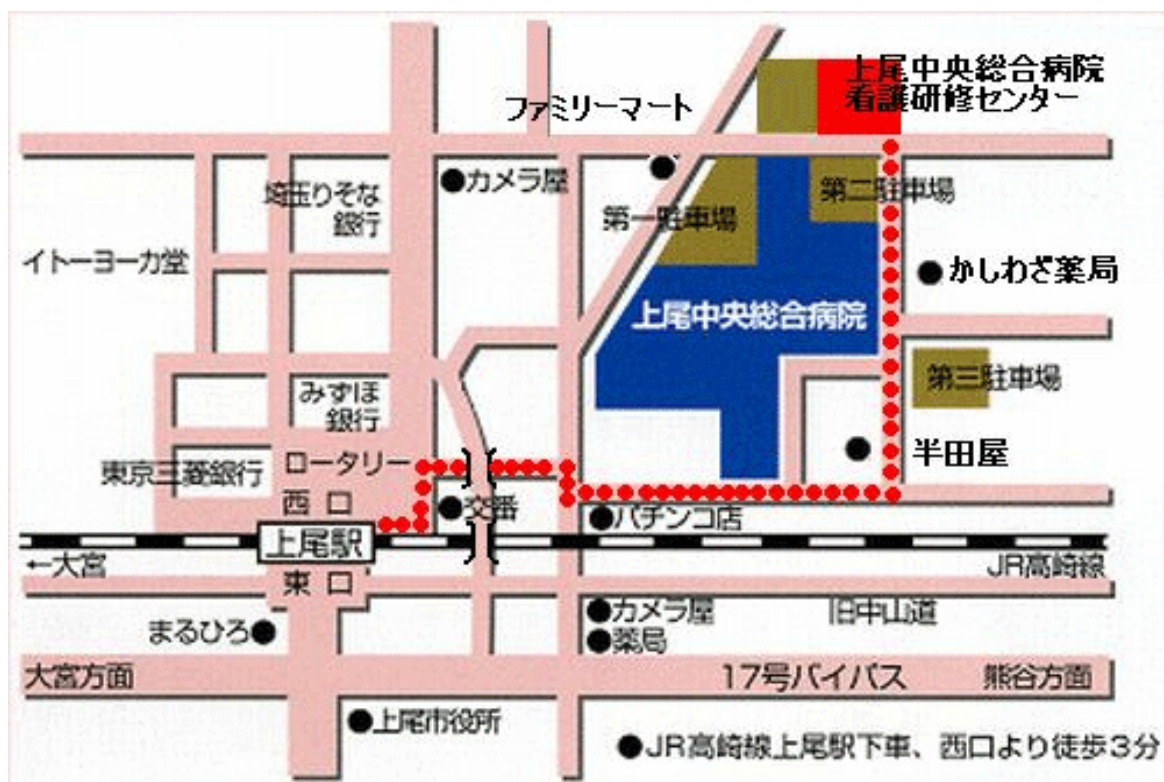 上尾中央総合病院
看護研修センター
ファミリーマート
カメラ屋
埼玉りそな
銀行
第一駐車場
第二駐車場
イトーヨーカ堂
かしわざ薬局
上尾中央総合病院
みずほ
銀行
第三駐車場
東京三菱銀行
ロータリー
半田屋
西口
交番
パチンコ店
上尾駅
←大宮
JR高崎線
東口
カメラ屋
旧中山道
まるひろ
薬局
大宮方面
17号バイパス
熊谷方面
上尾市役所
●JR高崎線上尾駅下車、西口より徒歩3分